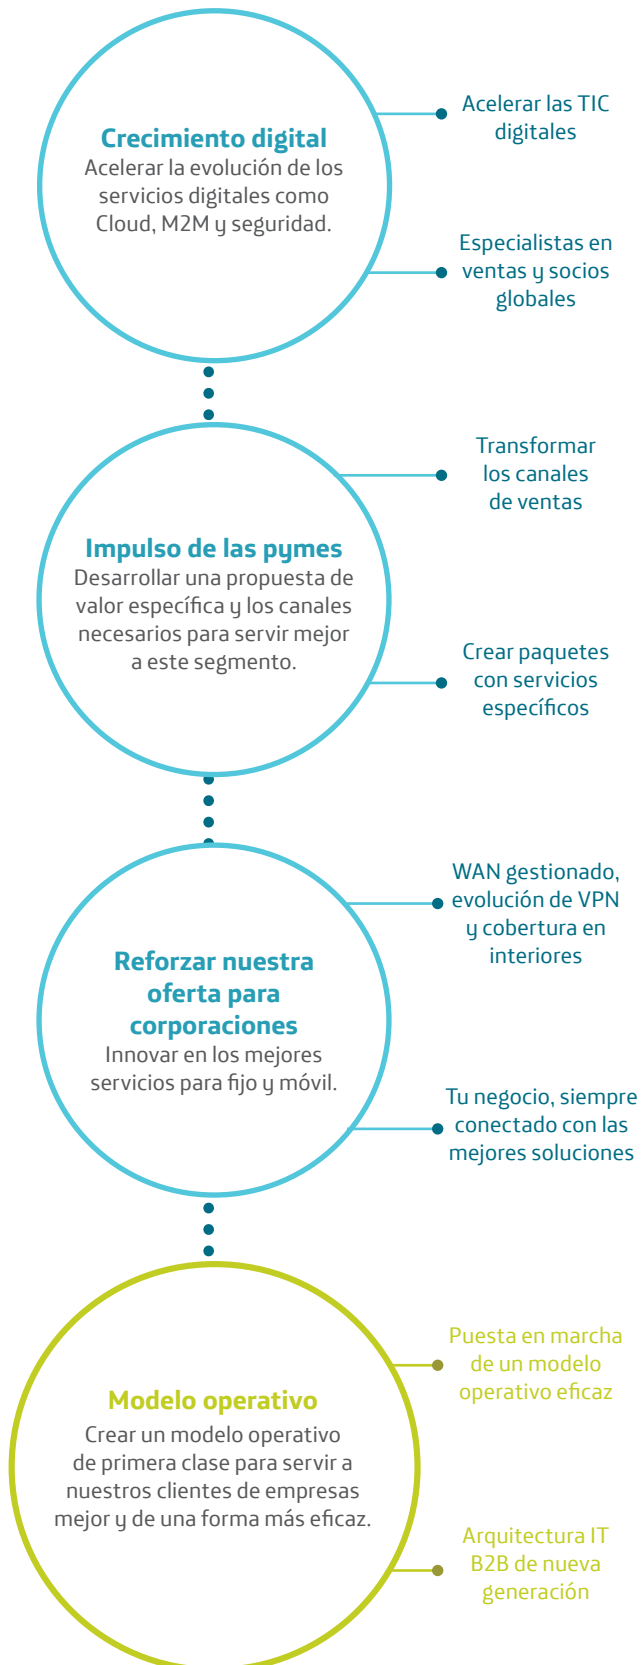 Crecimiento digital
Acelerar la evolución de los
servicios digitales como
Cloud, M2M y seguridad.
Acelerar las TIC
digitales
Especialistas en
ventas y socios
globales
Impulso de las pymes
Desarrollar una propuesta de
valor específica y los canales
necesarios para servir mejor
a este segmento.
Transformar
los canales
de ventas
Crear paquetes
con servicios
específicos
Reforzar nuestra
oferta para
corporaciones
Innovar en los mejores
servicios para fijo y móvil.
WAN gestionado,
evolución de VPN
y cobertura en
interiores
Tu negocio, siempre
conectado con las
mejores soluciones
Modelo operativo
Crear un modelo operativo
de primera clase para servir a
nuestros clientes de empresas
mejor y de una forma más eficaz.
Puesta en marcha
de un modelo
operativo eficaz
Arquitectura IT
B2B de nueva
generación